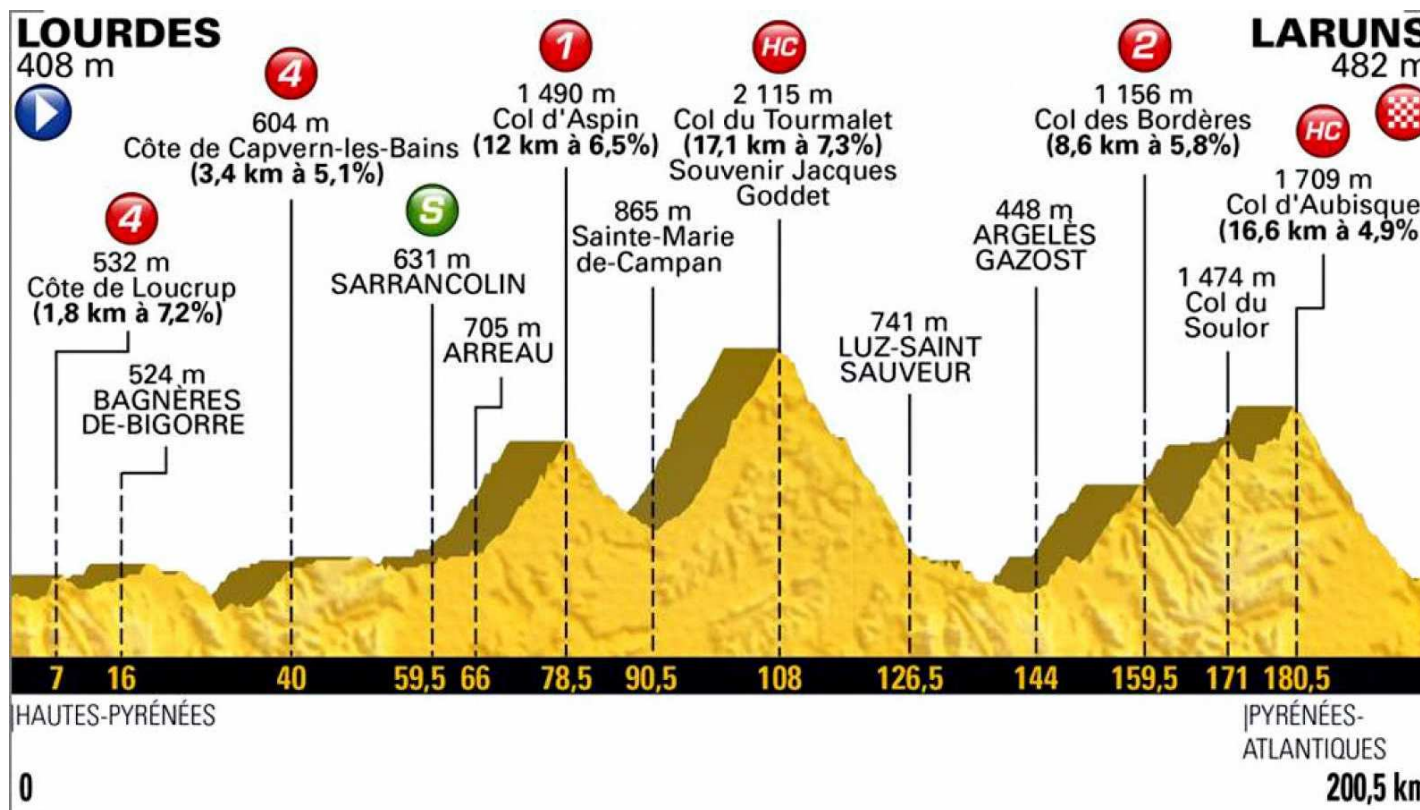 LOURDES
408 m
4
532 m
Côte de Loucrup
(1,8 km à 7,2%)
524 m
BAGNÈRES
DE-BIGORRE
4
604 m
Côte de Capvern-les-Bains
(3,4 km à 5,1%)
S
631 m
SARRANCOLIN
705 m
ARREAU
1
1 490 m
Col d'Aspin
(12 km à 6,5%)
865 m
Sainte-Marie
de-Campan
HC
2 115 m
Col du Tourmalet
(17,1 km à 7,3%)
Souvenir Jacques
Goddet
741 m
LUZ-SAINT
SAUVEUR
448 m
ARGELÈS
GAZOST
2
1 156 m
Col des Bordères
(8,6 km à 5,8%)
1 474 m
Col du
Soulor
HC
1 709 m
Col d'Aubisque
(16,6 km à 4,9%
LARUNS
482 m
7 16 40 59,5 66 78,5 90,5 108 126,5 144 159,5 171 180,5
HAUTES-PYRÉNÉES
PYRÉNÉES-
ATLANTIQUES
0
200,5 km